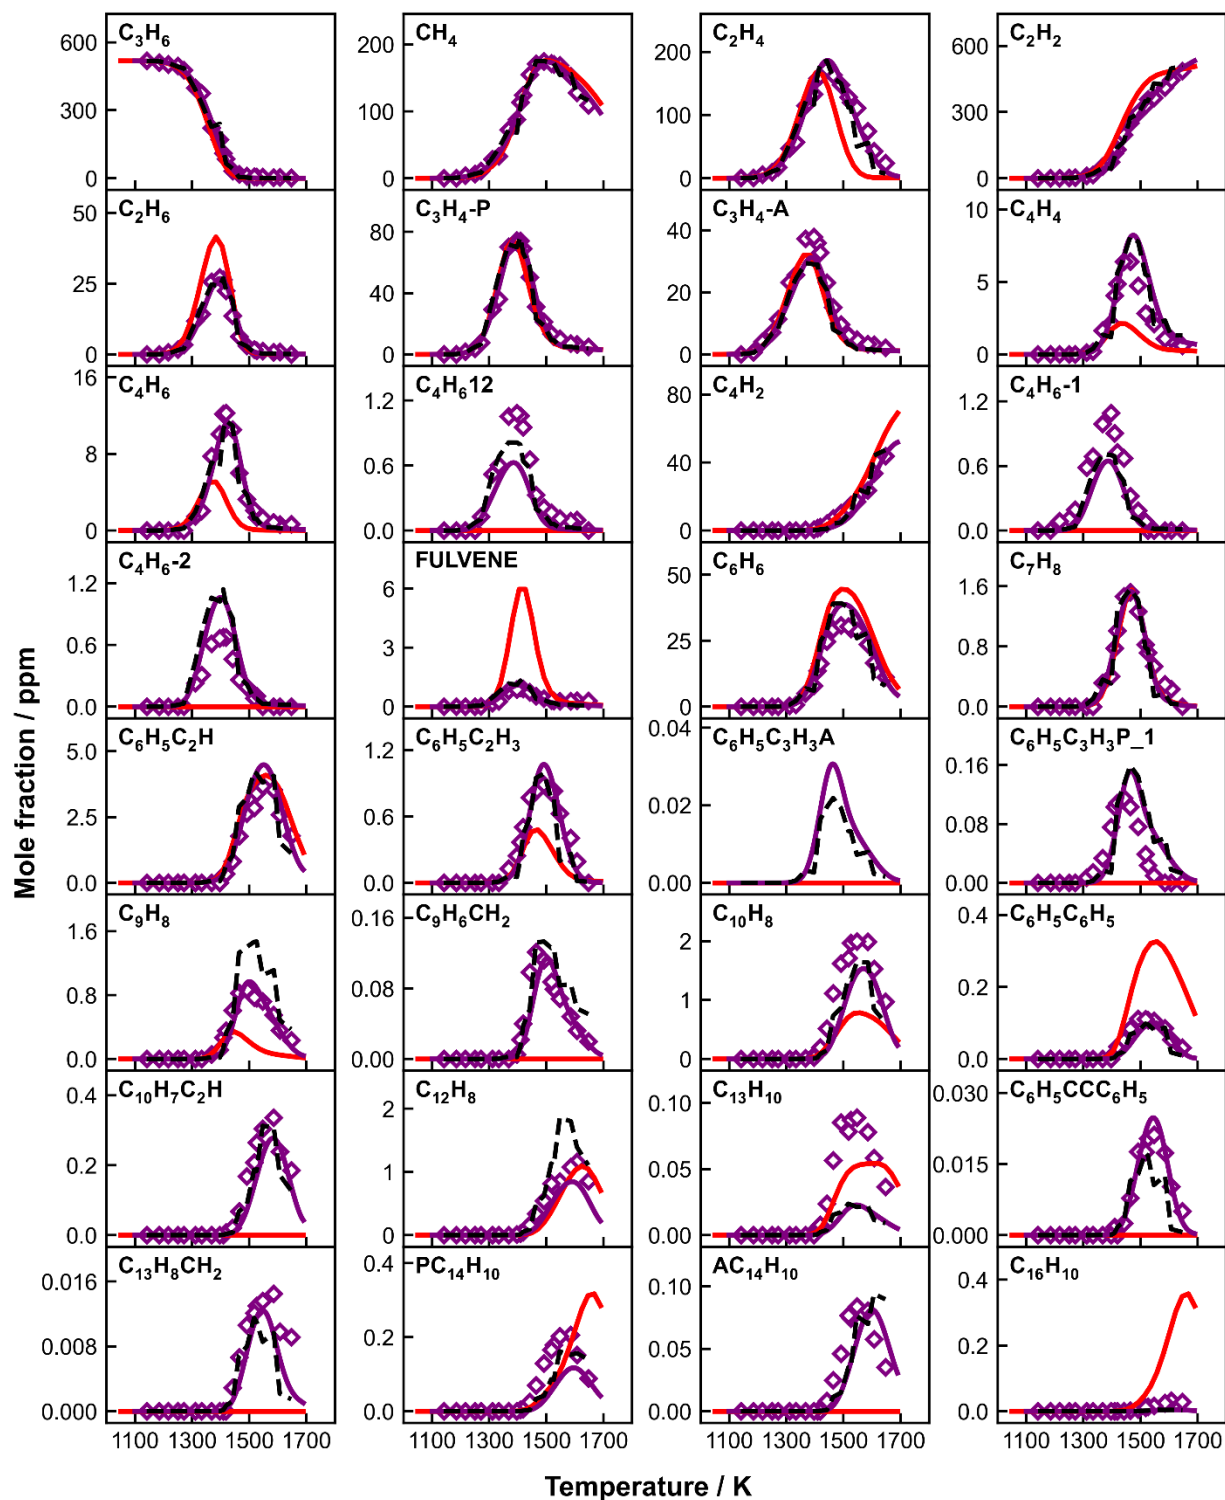 C₃H₆ CH₄ C₂H₄ C₂H₂
600 200 200 600
300 100 100 300
0 0 0 0
C₂H₆ C₃H₄-P C₃H₄-A C₄H₄
50 80 40 10
25 40 20 5
0 0 0 0
C₄H₆ C₄H₆12 C₄H₂ C₄H₆-1
16 1.2 80 1.2
8 0.6 40 0.6
0 0.0 0 0.0
C₄H₆-2 FULVENE C₆H₆ C₇H₈
1.2 6 50 1.6
0.6 3 25 0.8
0.0 0 0 0.0
C₆H₅C₂H C₆H₅C₂H₃ C₆H₅C₃H₃A C₆H₅C₃H₃P_1
5.0 1.2 0.04 0.16
2.5 0.6 0.02 0.08
0.0 0.0 0.00 0.00
C₉H₈ C₉H₆CH₂ C₁₀H₈ C₆H₅C₆H₅
1.6 0.16 2 0.4
0.8 0.08 1 0.2
0.0 0.00 0 0.0
C₁₀H₇C₂H C₁₂H₈ C₁₃H₁₀ C₆H₅CCC₆H₅
0.4 2 0.10 0.030
0.2 1 0.05 0.015
0.0 0 0.00 0.000
C₁₃H₈CH₂ PC₁₄H₁₀ AC₁₄H₁₀ C₁₆H₁₀
0.016 0.4 0.10 0.4
0.008 0.2 0.05 0.2
0.000 0.0 0.00 0.0
1100 1300 1500 1700 1100 1300 1500 1700 1100 1300 1500 1700 1100 1300 1500 1700
Mole fraction / ppm
Temperature / K